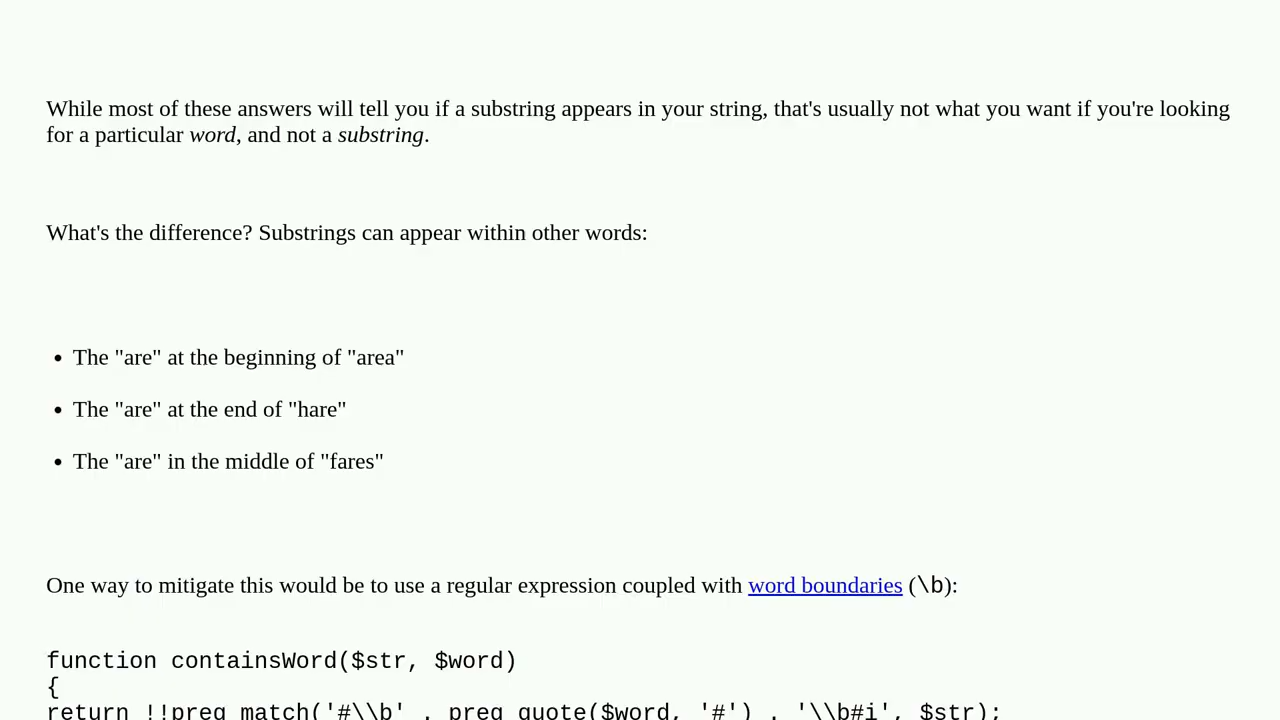 While most of these answers will tell you if a substring appears in your string, that's usually not what you want if you're looking
for a particular word, and not a substring.
What's the difference? Substrings can appear within other words:
• The "are" at the beginning of "area"
• The "are" at the end of "hare"
• The "are" in the middle of "fares"
One way to mitigate this would be to use a regular expression coupled with word boundaries (\b):
function containsWord($str, $word)
{
return !!preg_match('#\\b' . preg_quote($word, '#') . '\\b#i', $str);